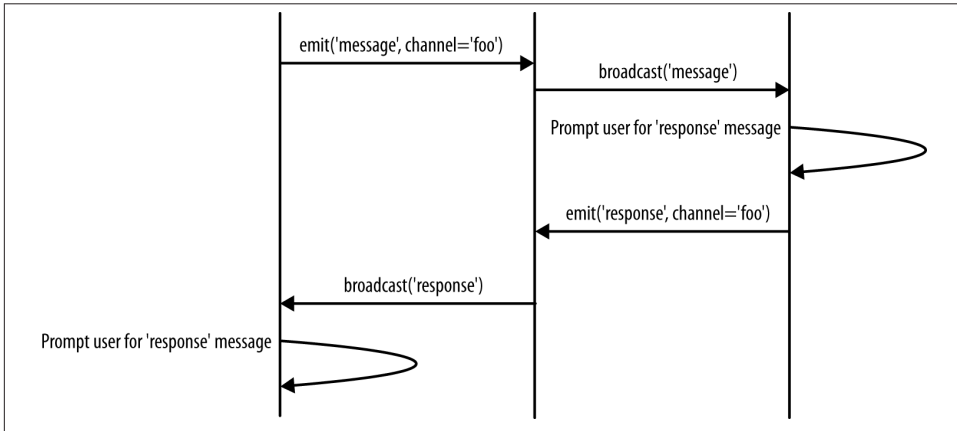 emit('message', channel='foo')
broadcast('message')
Prompt user for 'response' message
emit('response', channel='foo')
broadcast('response')
Prompt user for 'response' message